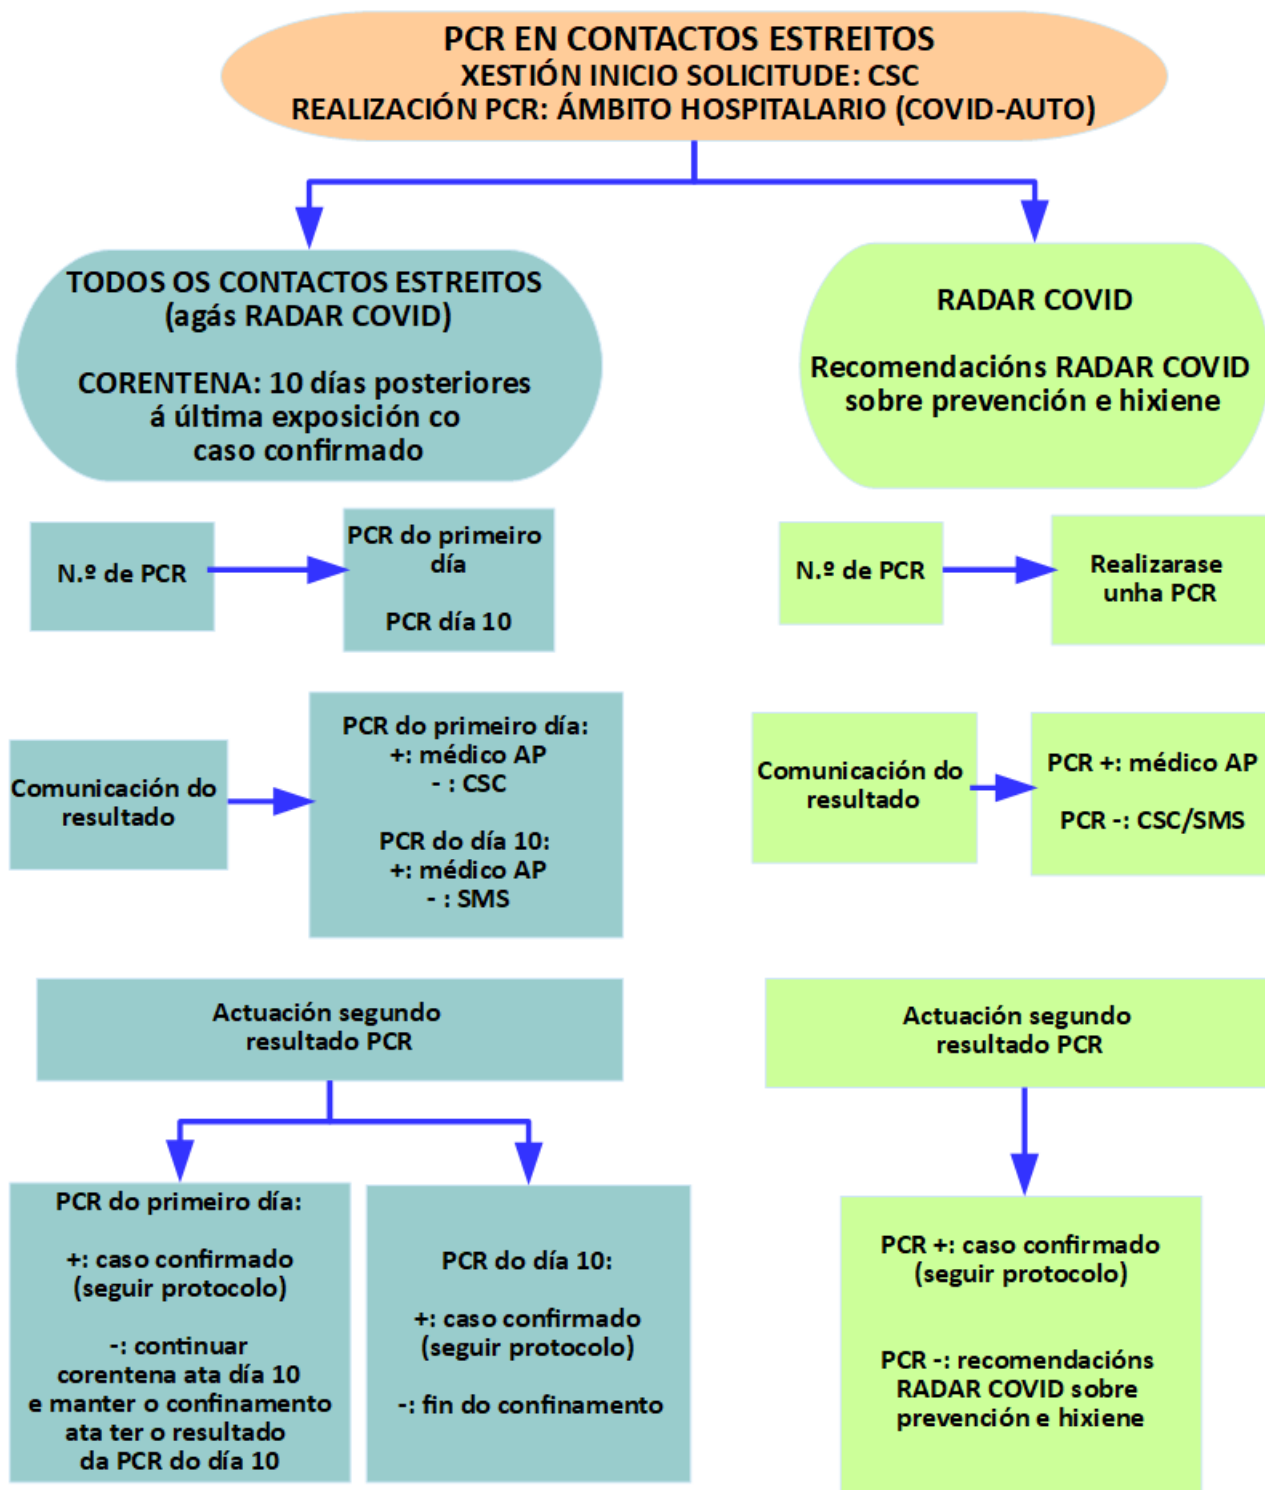 PCR EN CONTACTOS ESTREITOS
XESTIÓN INICIO SOLICITUDE: CSC
REALIZACIÓN PCR: ÁMBITO HOSPITALARIO (COVID-AUTO)
TODOS OS CONTACTOS ESTREITOS
(agás RADAR COVID)
CORENTENA: 10 días posteriores
á última exposición co
caso confirmado
RADAR COVID
Recomendacións RADAR COVID
sobre prevención e hixiene
N.º de PCR
PCR do primeiro
día
PCR día 10
N.º de PCR
Realizarase
unha PCR
Comunicación do
resultado
PCR do primeiro día:
+: médico AP
- : CSC
PCR do día 10:
+: médico AP
- : SMS
Comunicación do
resultado
PCR +: médico AP
PCR -: CSC/SMS
Actuación segundo
resultado PCR
Actuación segundo
resultado PCR
PCR do primeiro día:
+: caso confirmado
(seguir protocolo)
-: continuar
corentena ata día 10
e manter o confinamento
ata ter o resultado
da PCR do día 10
PCR do día 10:
+: caso confirmado
(seguir protocolo)
-: fin do confinamento
PCR +: caso confirmado
(seguir protocolo)
PCR -: recomendacións
RADAR COVID sobre
prevención e hixiene